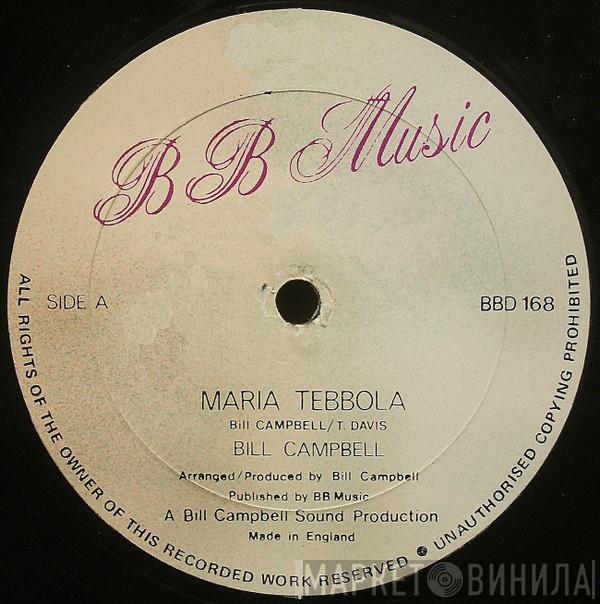 BB Music
SIDE A
BBD 168
MARIA TEBBOLA
Bill CAMPBELL/T. DAVIS
BILL CAMPBELL
Arranged/Produced by Bill Campbell
Published by BB Music
A Bill Campbell Sound Production
Made in England
ALL RIGHTS OF THE OWNER OF THIS RECORDED WORK RESERVED ● UNAUTHORISED COPYING PROHIBITED
МАРКЕТ ВИНИЛА